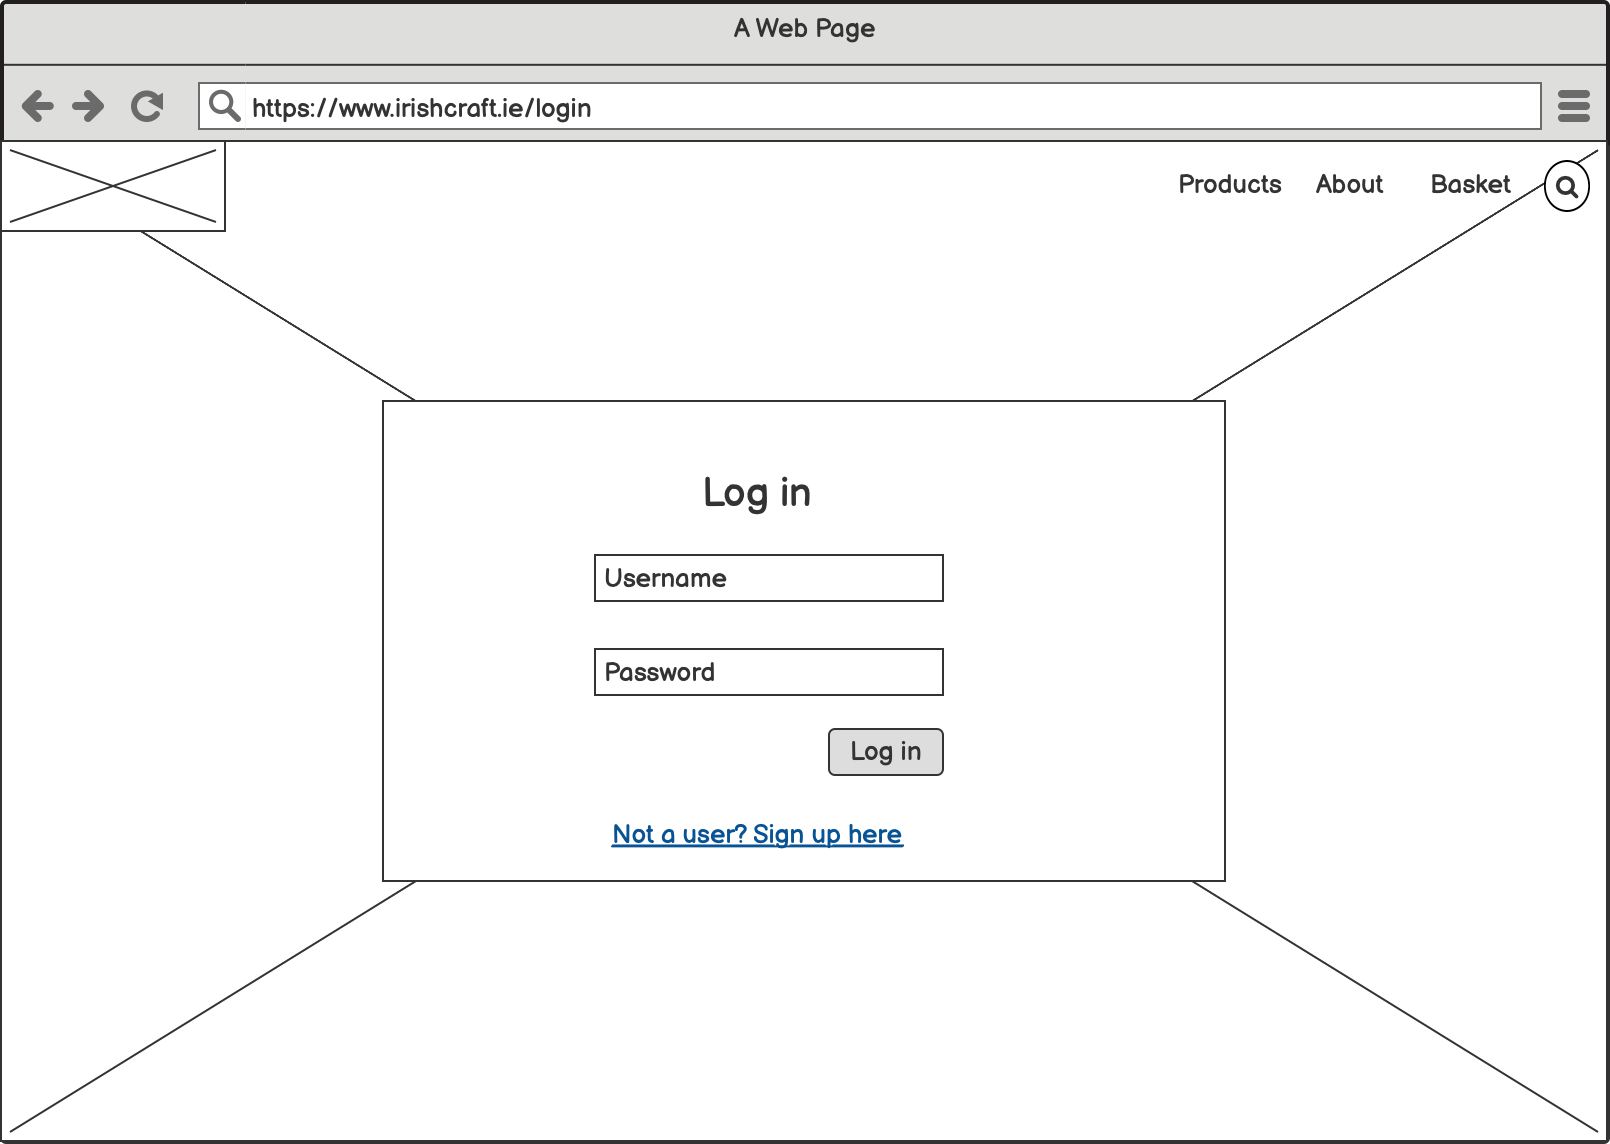 A Web Page
https://www.irishcraft.ie/login
Products About Basket
Log in
Username
Password
Log in
Not a user? Sign up here